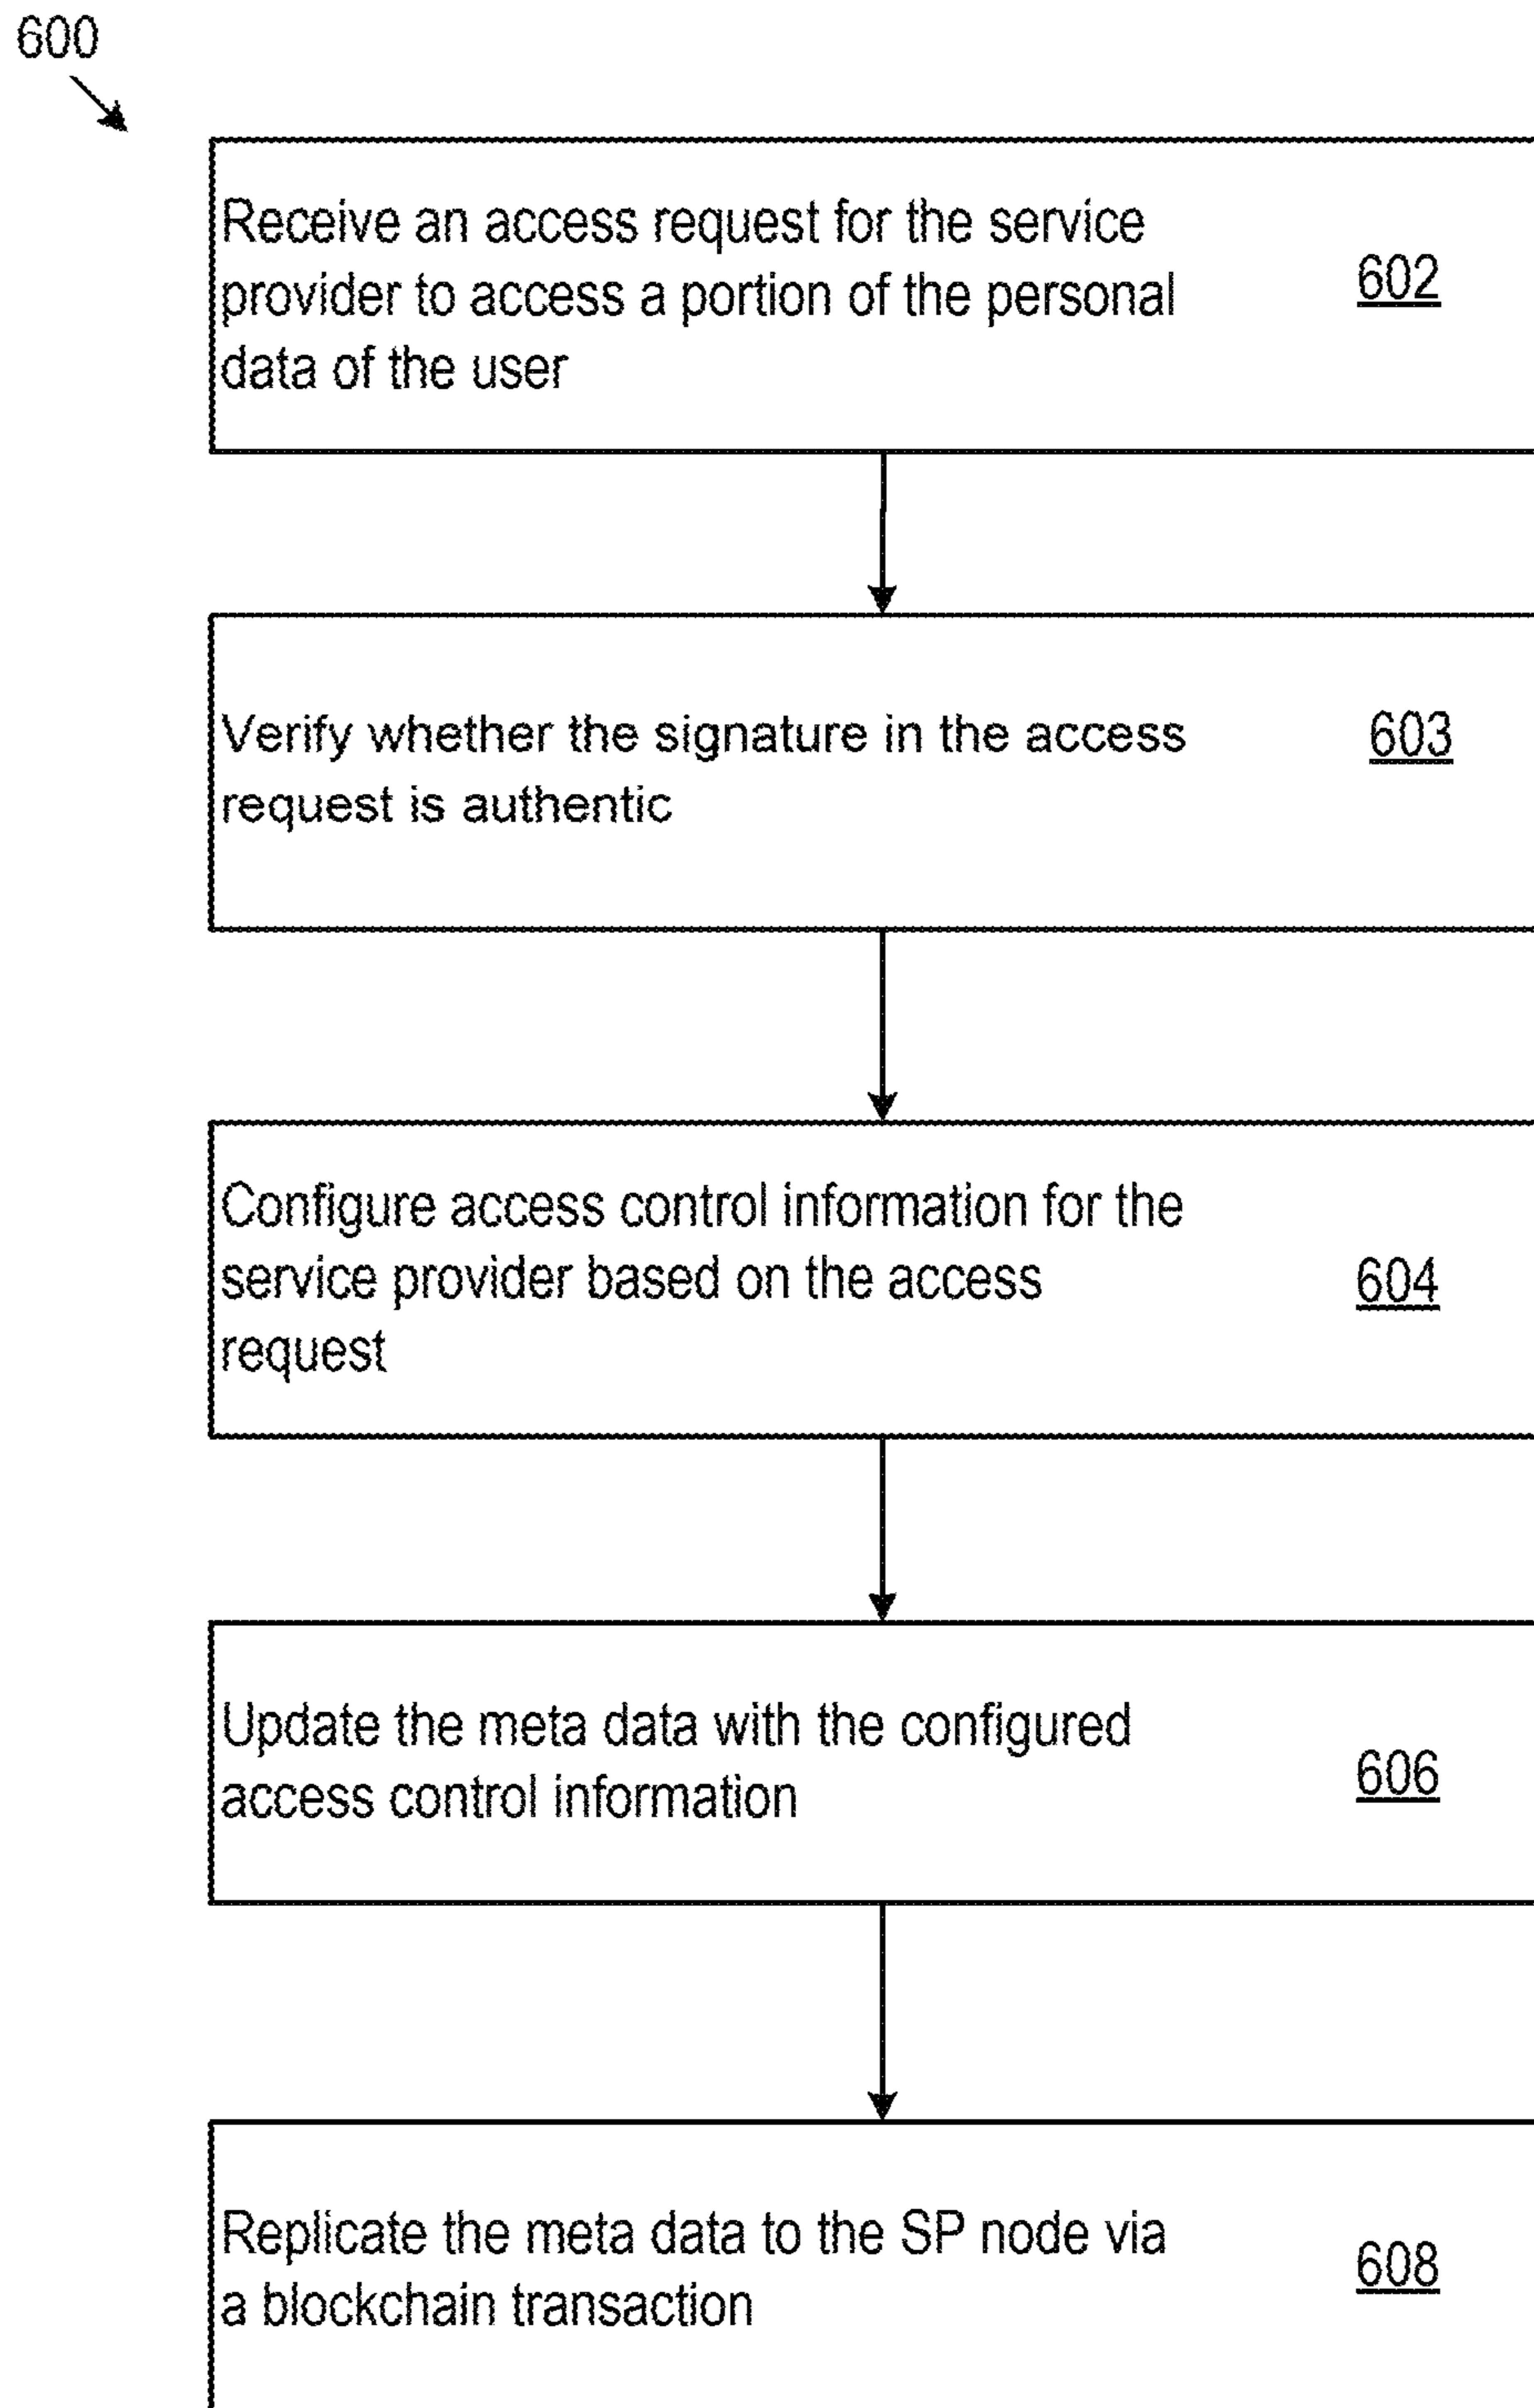 600
Receive an access request for the service
provider to access a portion of the personal
data of the user
602
Verify whether the signature in the access
request is authentic
603
Configure access control information for the
service provider based on the access
request
604
Update the meta data with the configured
access control information
606
Replicate the meta data to the SP node via
a blockchain transaction
608